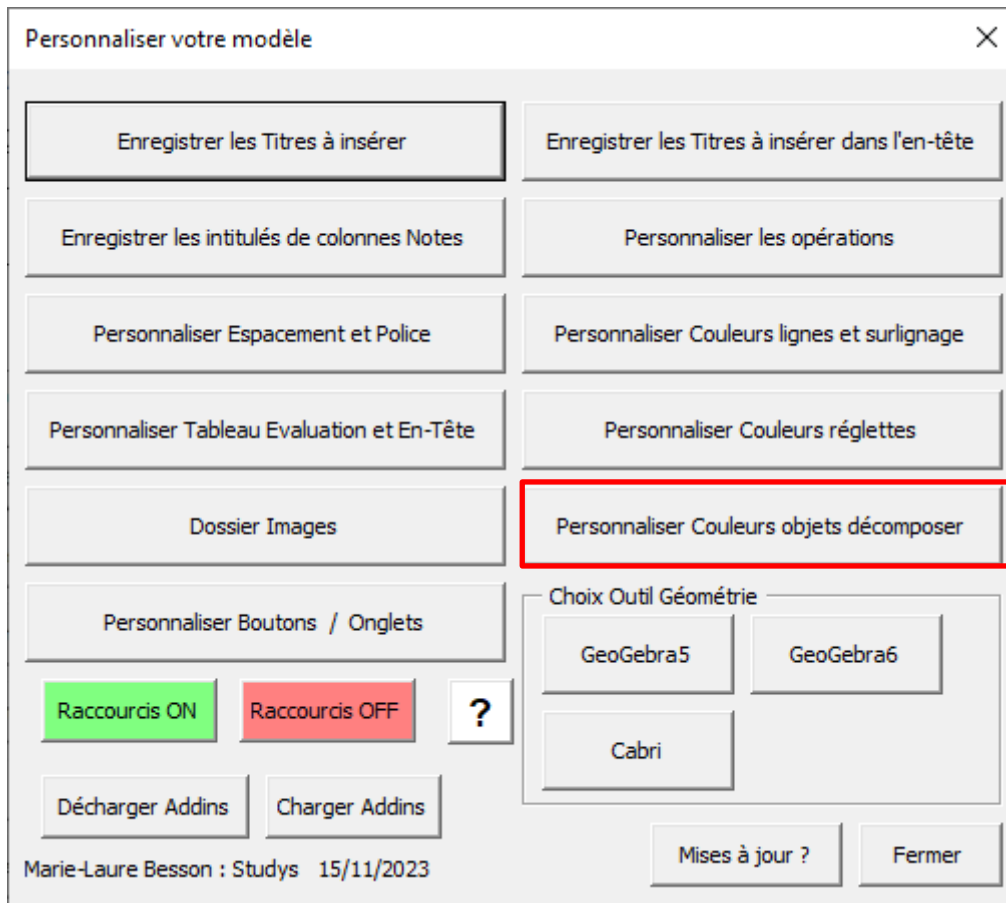 Personnaliser votre modèle
Enregistrer les Titres à insérer
Enregistrer les Titres à insérer dans l'en-tête
Enregistrer les intitulés de colonnes Notes
Personnaliser les opérations
Personnaliser Espacement et Police
Personnaliser Couleurs lignes et surlignage
Personnaliser Tableau Evaluation et En-Tête
Personnaliser Couleurs réglettes
Dossier Images
Personnaliser Couleurs objets décomposer
Personnaliser Boutons / Onglets
Choix Outil Géométrie
GeoGebra5
GeoGebra6
Cabri
Raccourcis ON
Raccourcis OFF
?
Décharger Addins
Charger Addins
Marie-Laure Besson : Studys 15/11/2023
Mises à jour ?
Fermer